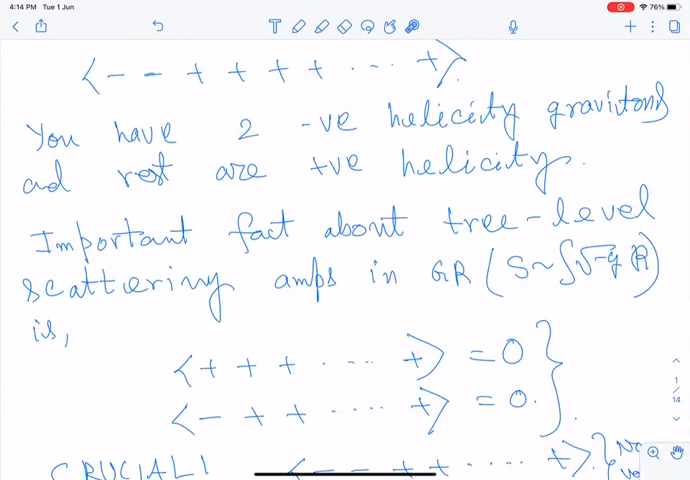 4:14 PM Tue 1 Jun
76%
<- - + + + + ... +>.
You have 2 -ve helicity gravitons
and rest are +ve helicity.
Important fact about tree-level
scattering amps in GR (S~∫√-g R)
is,
<+ + + .... +> = 0
<- + + .... +> = 0.
1
/
14
CRUCIAL! <- - + + .... +>.